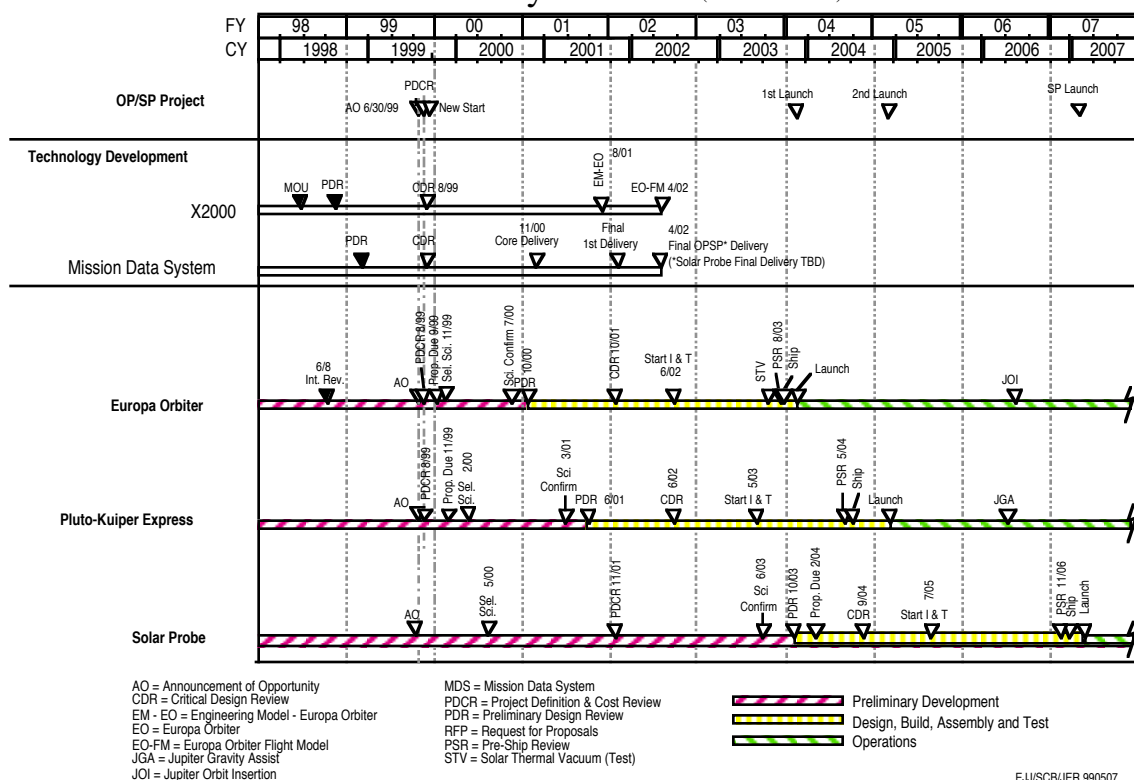 FY 98 99 00 01 02 03 04 05 06 07
CY 1998 1999 2000 2001 2002 2003 2004 2005 2006 2007
OP/SP Project
AO 6/30/99
PDCR
New Start
1st Launch
2nd Launch
SP Launch
Technology Development
X2000
MOU
PDR
CDR 8/99
EM-EO
8/01
EO-FM 4/02
Mission Data System
PDR
CDR
11/00
Core Delivery
Final
1st Delivery
4/02
Final OPSP* Delivery
(*Solar Probe Final Delivery TBD)
Europa Orbiter
6/8
Int. Rev.
AO
PDCR 8/99
Prop. Due 9/99
Sel. Sci. 11/99
Sci. Confirm 7/00
PDR
10/00
CDR 10/01
Start I & T
6/02
STV
PSR 8/03
Ship
Launch
JOI
Pluto-Kuiper Express
AO
PDCR 8/99
Prop. Due 11/99
2/00
Sel.
Sci.
3/01
Sci
Confirm
PDR 6/01
6/02
CDR
5/03
Start I & T
PSR 5/04
Ship
Launch
JGA
Solar Probe
AO
5/00
Sel.
Sci.
PDCR 11/01
6/03
Sci
Confirm
PDR 10/03
Prop. Due 2/04
9/04
CDR
7/05
Start I & T
PSR 11/06
Ship
Launch
AO = Announcement of Opportunity
CDR = Critical Design Review
EM - EO = Engineering Model - Europa Orbiter
EO = Europa Orbiter
EO-FM = Europa Orbiter Flight Model
JGA = Jupiter Gravity Assist
JOI = Jupiter Orbit Insertion
MDS = Mission Data System
PDCR = Project Definition & Cost Review
PDR = Preliminary Design Review
RFP = Request for Proposals
PSR = Pre-Ship Review
STV = Solar Thermal Vacuum (Test)
Preliminary Development
Design, Build, Assembly and Test
Operations